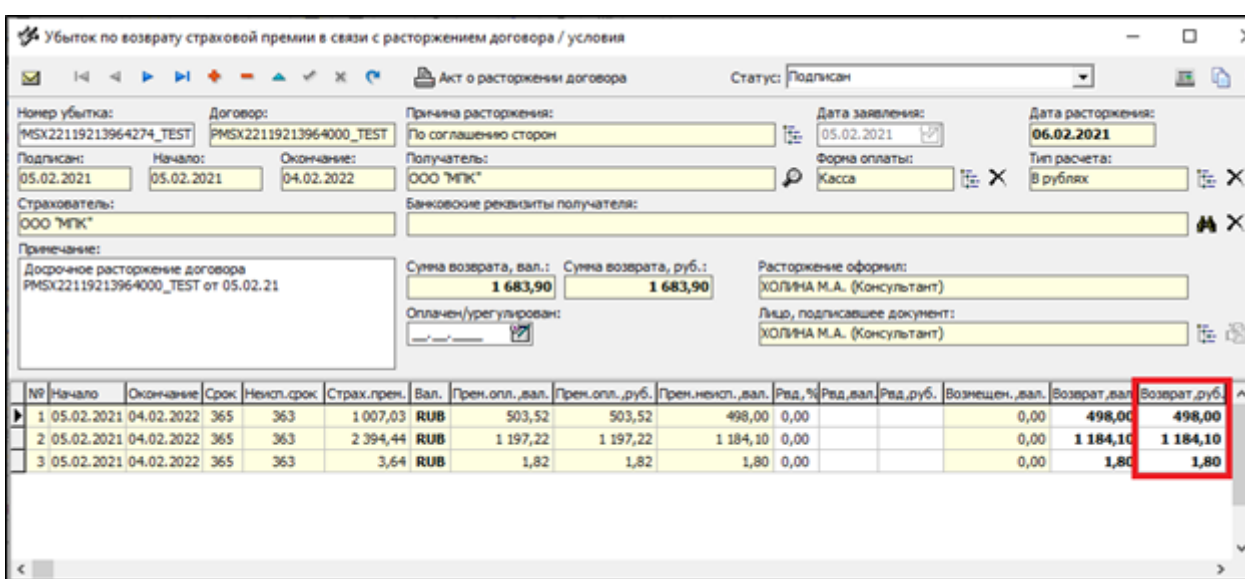 Убыток по возврату страховой премии в связи с расторжением договора / условия
Акт о расторжении договора Статус: Подписан
Номер убытка: Договор: Причина расторжения: Дата заявления: Дата расторжения:
MSX22119213964274_TEST PMSX22119213964000_TEST По соглашению сторон 05.02.2021 06.02.2021
Подписан: Начало: Окончание: Получатель: Форма оплаты: Тип расчета:
05.02.2021 05.02.2021 04.02.2022 ООО "МПК" Касса В рублях
Страхователь: Банковские реквизиты получателя:
ООО "МПК"
Примечание:
Досрочное расторжение договора
PMSX22119213964000_TEST от 05.02.21
Сумма возврата, вал.: Сумма возврата, руб.: Расторжение оформил:
1 683,90 1 683,90 ХОЛИНА М.А. (Консультант)
Оплачен/урегулирован: Лицо, подписавшее документ:
__.__.____ ХОЛИНА М.А. (Консультант)
№ Начало Окончание Срок Неисп.срок Страх.прем. Вал. Прем.опл.,вал. Прем.опл.,руб. Прем.неисп.,вал. Рвд,% Рвд,вал. Рвд,руб. Возмещен.,вал. Возврат,вал Возврат,руб.
1 05.02.2021 04.02.2022 365 363 1 007,03 RUB 503,52 503,52 498,00 0,00 0,00 498,00 498,00
2 05.02.2021 04.02.2022 365 363 2 394,44 RUB 1 197,22 1 197,22 1 184,10 0,00 0,00 1 184,10 1 184,10
3 05.02.2021 04.02.2022 365 363 3,64 RUB 1,82 1,82 1,80 0,00 0,00 1,80 1,80